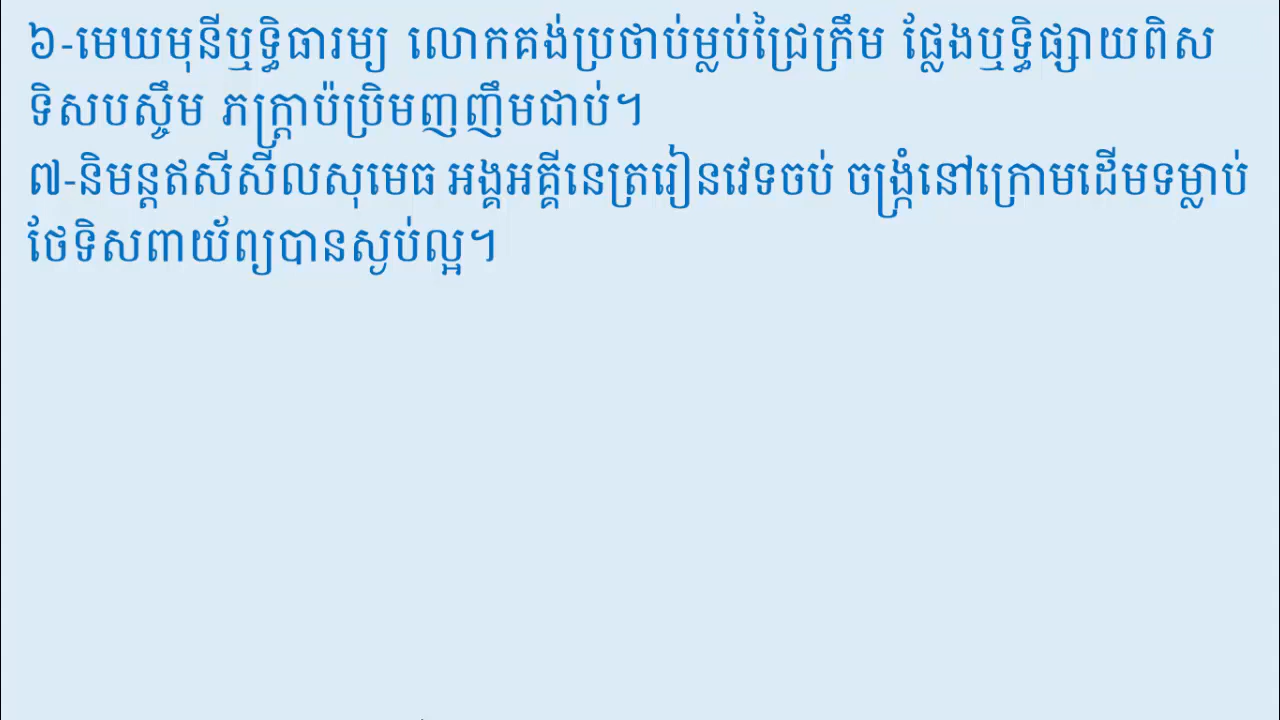 ៦-មេឃមុនីឬទ្ធិធារម្យ លោកគង់ប្រថាប់ម្លប់ជ្រៃក្រឹម ផ្លែងឬទ្ធិផ្សាយពិស
ទិសបស្ចឹម ភក្ត្រាប៉ប្រិមញញឹមជាប់។
៧-និមន្តឥសីសីលសុមេធ អង្គអគ្គីនេត្ររៀនវេទចប់ ចង្ក្រំនៅក្រោមដើមទម្លាប់
ថែទិសពាយ័ព្យបានស្ងប់ល្អ។